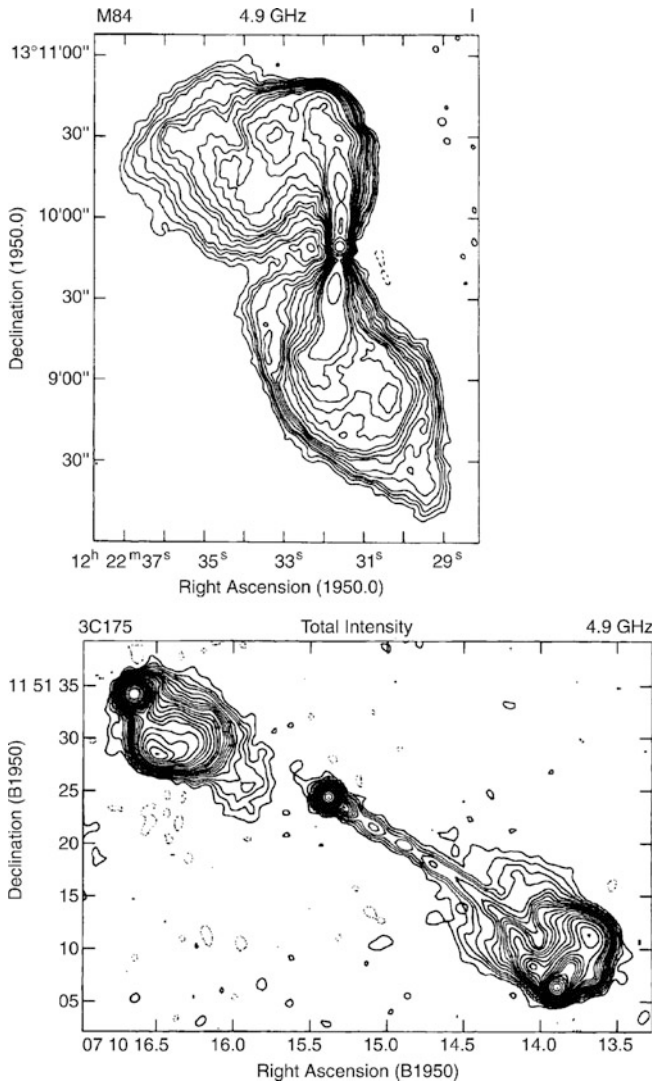 M84 4.9 GHz I
13°11'00"
30"
10'00"
30"
9'00"
30"
Declination (1950.0)
12ʰ 22ᵐ37ˢ 35ˢ 33ˢ 31ˢ 29ˢ
Right Ascension (1950.0)
3C175 Total Intensity 4.9 GHz
11 51 35
30
25
20
15
10
05
Declination (B1950)
07 10 16.5 16.0 15.5 15.0 14.5 14.0 13.5
Right Ascension (B1950)